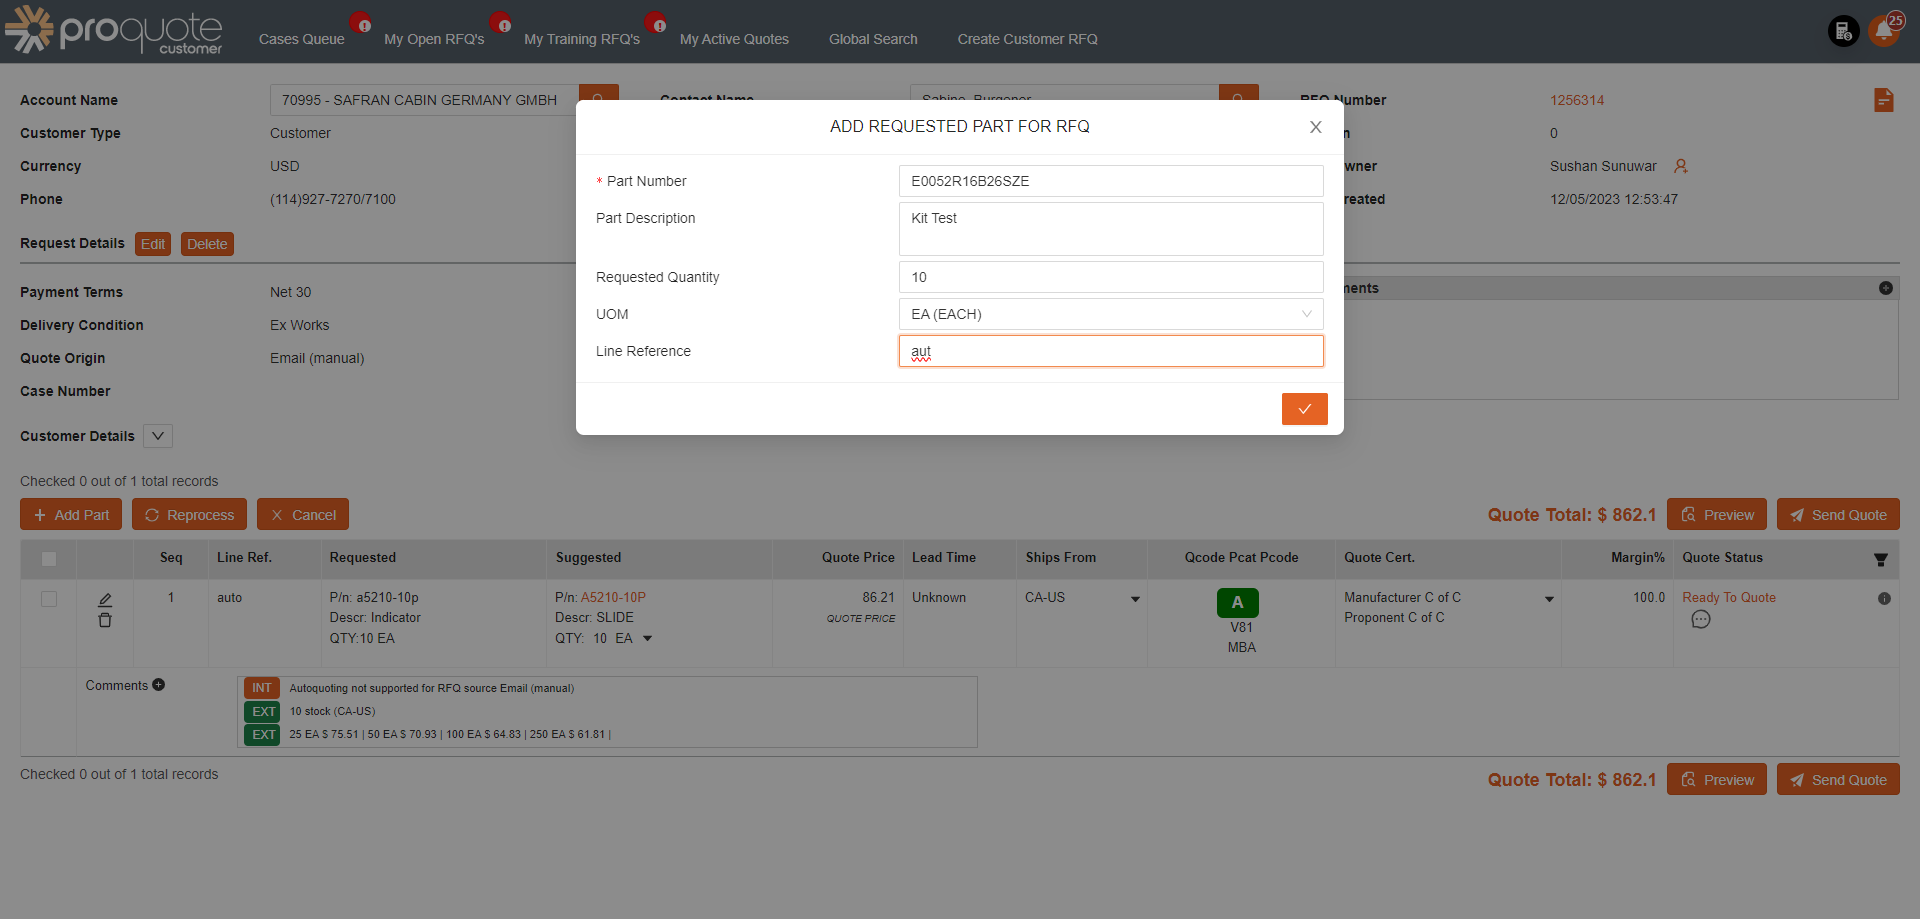 proquote
customer
Cases Queue
My Open RFQ's
My Training RFQ's
My Active Quotes
Global Search
Create Customer RFQ
25
Account Name
70995 - SAFRAN CABIN GERMANY GMBH
Contact Name
Sabine Burgener
RFQ Number
1256314
Customer Type
Customer
0
Currency
USD
wner
Sushan Sunuwar
Phone
(114)927-7270/7100
reated
12/05/2023 12:53:47
Request Details
Edit
Delete
Payment Terms
Net 30
ments
Delivery Condition
Ex Works
Quote Origin
Email (manual)
Case Number
Customer Details
ADD REQUESTED PART FOR RFQ
* Part Number
E0052R16B26SZE
Part Description
Kit Test
Requested Quantity
10
UOM
EA (EACH)
Line Reference
aut
Checked 0 out of 1 total records
Add Part
Reprocess
Cancel
Quote Total: $ 862.1
Preview
Send Quote
Seq
Line Ref.
Requested
Suggested
Quote Price
Lead Time
Ships From
Qcode Pcat Pcode
Quote Cert.
Margin%
Quote Status
1
auto
P/n: a5210-10p
Descr: Indicator
QTY:10 EA
P/n: A5210-10P
Descr: SLIDE
QTY: 10 EA
86.21
QUOTE PRICE
Unknown
CA-US
A
V81
MBA
Manufacturer C of C
Proponent C of C
100.0
Ready To Quote
Comments
INT Autoquoting not supported for RFQ source Email (manual)
EXT 10 stock (CA-US)
EXT 25 EA $ 75.51 | 50 EA $ 70.93 | 100 EA $ 64.83 | 250 EA $ 61.81 |
Checked 0 out of 1 total records
Quote Total: $ 862.1
Preview
Send Quote